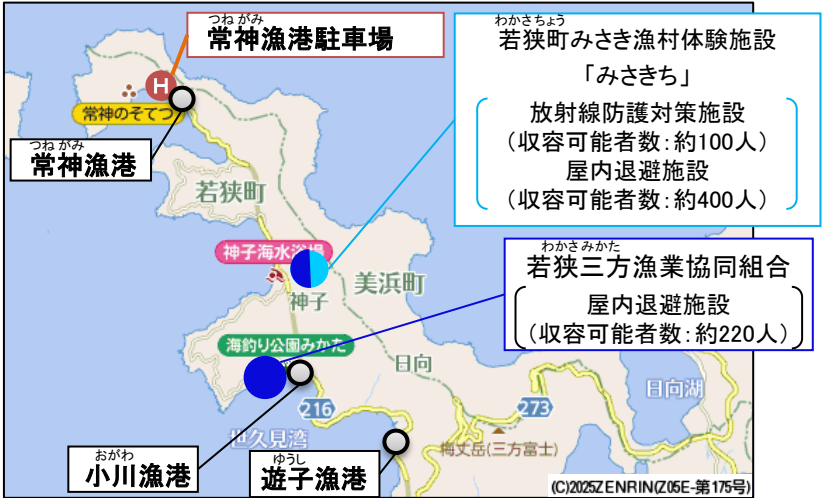 つねがみ
常神漁港駐車場
H
常神のそてつ
つねがみ
常神漁港
わかさちょう
若狭町みさき漁村体験施設
「みさきち」
放射線防護対策施設
(収容可能者数:約100人)
屋内退避施設
(収容可能者数:約400人)
若狭町
神子海水浴場
神子
美浜町
わかさみかた
若狭三方漁業協同組合
屋内退避施設
(収容可能者数:約220人)
海釣り公園みかた
日向
日向湖
216
273
世久見湾
梅丈岳(三方富士)
おがわ
小川漁港
ゆうし
遊子漁港
(C)2025ZENRIN(Z05E-第175号)